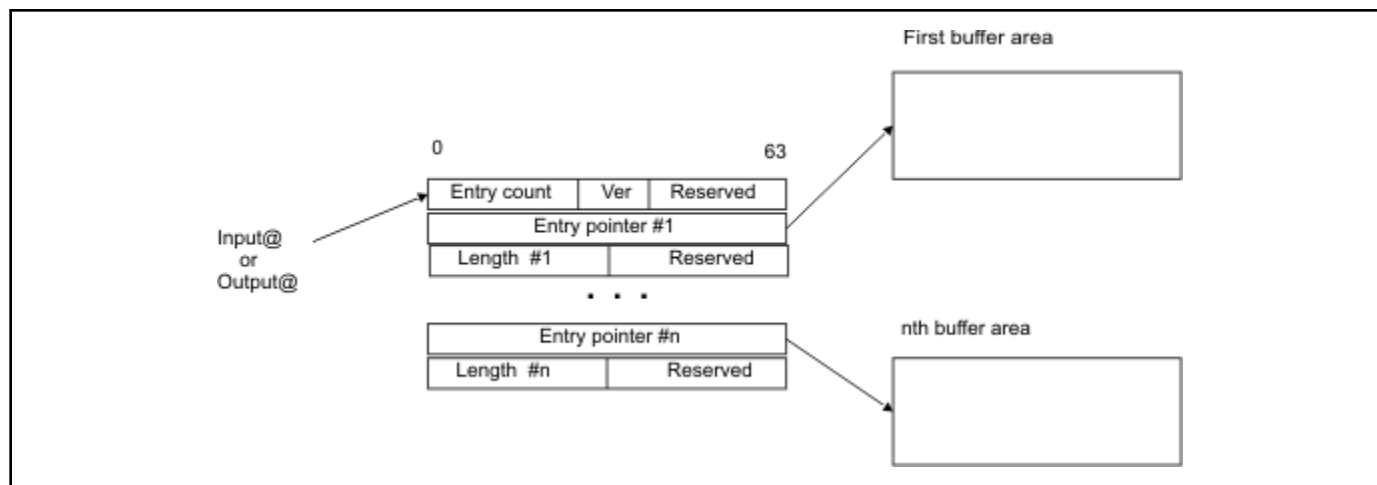 First buffer area
0 63
Entry count Ver Reserved
Entry pointer #1
Input@
or
Output@
Length #1 Reserved
. . .
Entry pointer #n
nth buffer area
Length #n Reserved